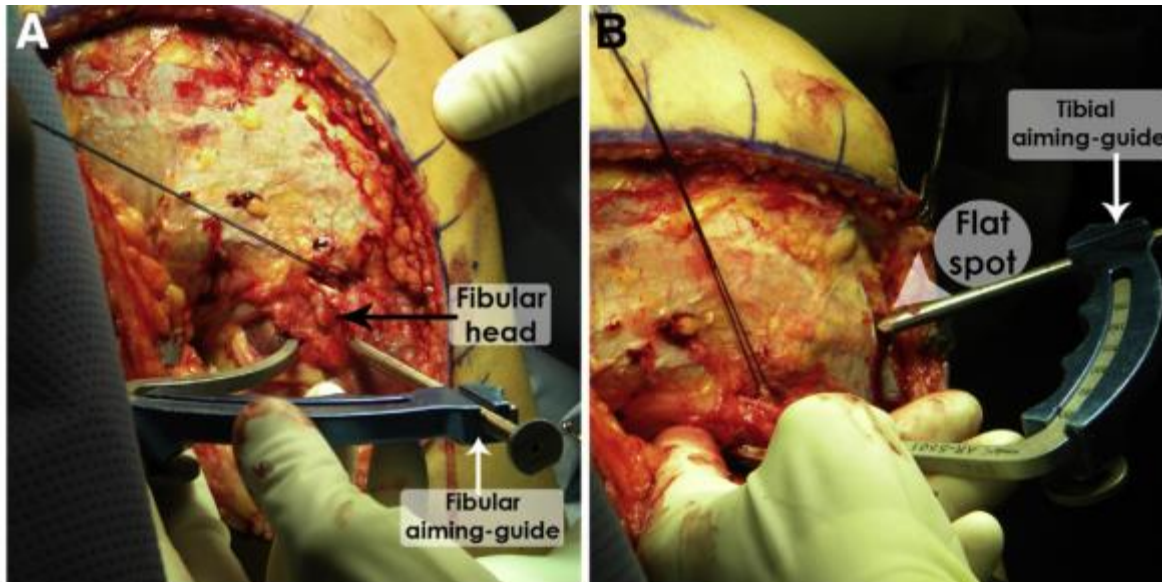 A
Fibular
head
Fibular
aiming-guide
B
Tibial
aiming-guide
Flat
spot